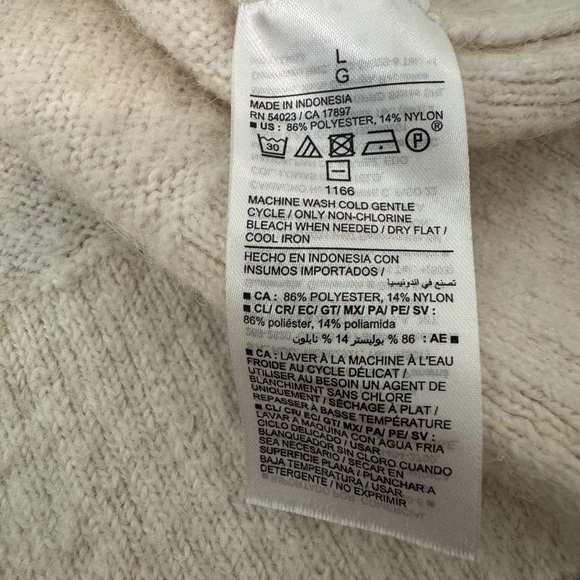 L
G
MADE IN INDONESIA
RN 54023 / CA 17897
■ US : 86% POLYESTER, 14% NYLON
30 P ®
1166
MACHINE WASH COLD GENTLE
CYCLE / ONLY NON-CHLORINE
BLEACH WHEN NEEDED / DRY FLAT /
COOL IRON
HECHO EN INDONESIA CON
INSUMOS IMPORTADOS /
تصنع في اندونيسيا
■ CA : 86% POLYESTER, 14% NYLON
■ CL/ CR/ EC/ GT/ MX/ PA/ PE/ SV :
86% poliéster, 14% poliamida
■ AE : 86 % بوليستر 14 % نايلون
■ CA : LAVER À LA MACHINE À L'EAU
FROIDE AU CYCLE DÉLICAT /
UTILISER AU BESOIN UN AGENT DE
BLANCHIMENT SANS CHLORE
UNIQUEMENT / SÉCHAGE À PLAT /
REPASSER À BASSE TEMPÉRATURE
■ CL/ CR/ EC/ GT/ MX/ PA/ PE/ SV :
LAVAR A MAQUINA CON AGUA FRIA
CICLO DELICADO / USAR
BLANQUEADOR SIN CLORO CUANDO
SEA NECESARIO / SECAR EN
SUPERFICIE PLANA / PLANCHAR A
BAJA TEMPERATURA / USAR
DETERGENTE / NO EXPRIMIR